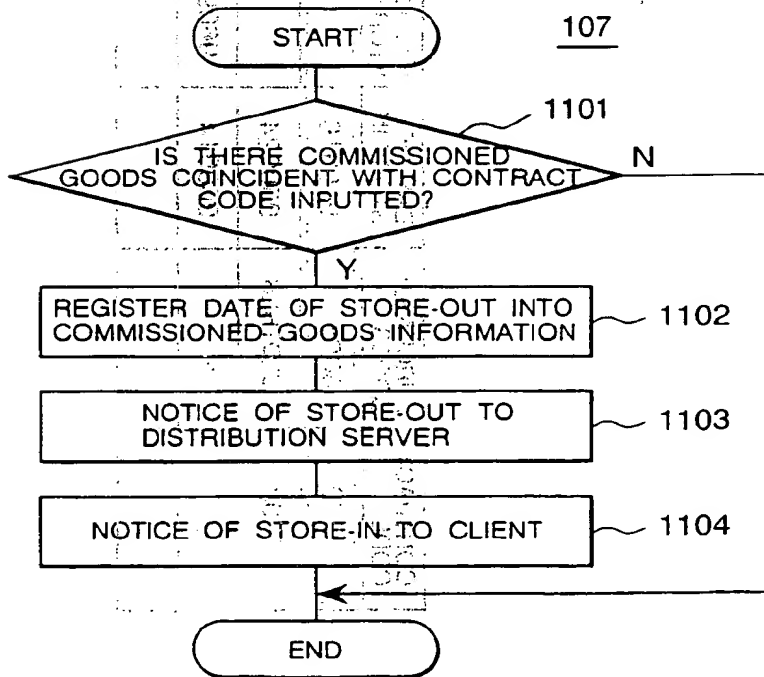 START
107
1101
IS THERE COMMISSIONED
GOODS COINCIDENT WITH CONTRACT
CODE INPUTTED?
N
Y
REGISTER DATE OF STORE-OUT INTO
COMMISSIONED GOODS INFORMATION
1102
NOTICE OF STORE-OUT TO
DISTRIBUTION SERVER
1103
NOTICE OF STORE-IN TO CLIENT
1104
END